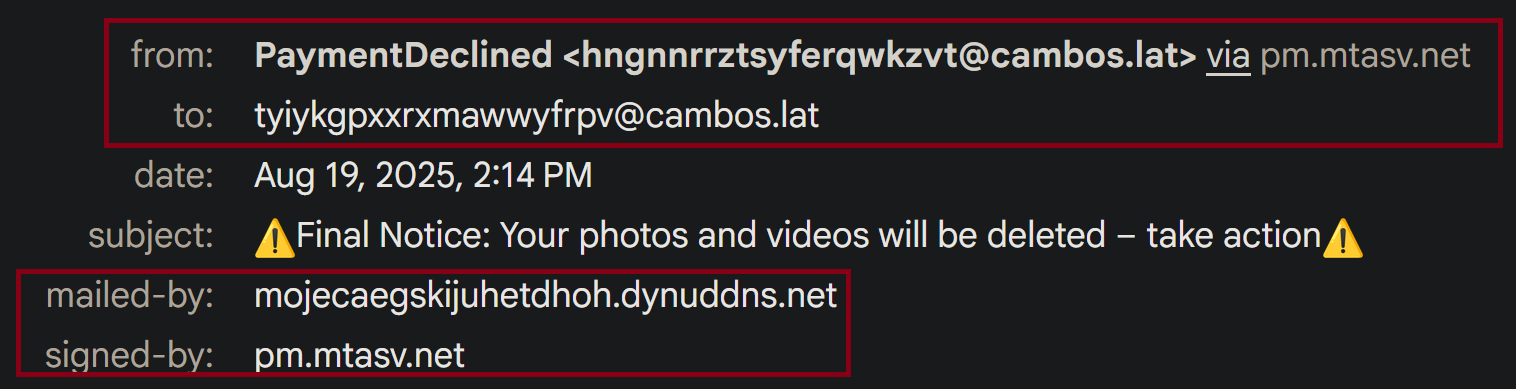 from: PaymentDeclined <hngnnrrztsyferqwkzvt@cambos.lat> via pm.mtasv.net
to: tyiykgpxxrxmawwyfrpv@cambos.lat
date: Aug 19, 2025, 2:14 PM
subject: ⚠️Final Notice: Your photos and videos will be deleted – take action⚠️
mailed-by: mojecaegskijuhetdhoh.dynuddns.net
signed-by: pm.mtasv.net